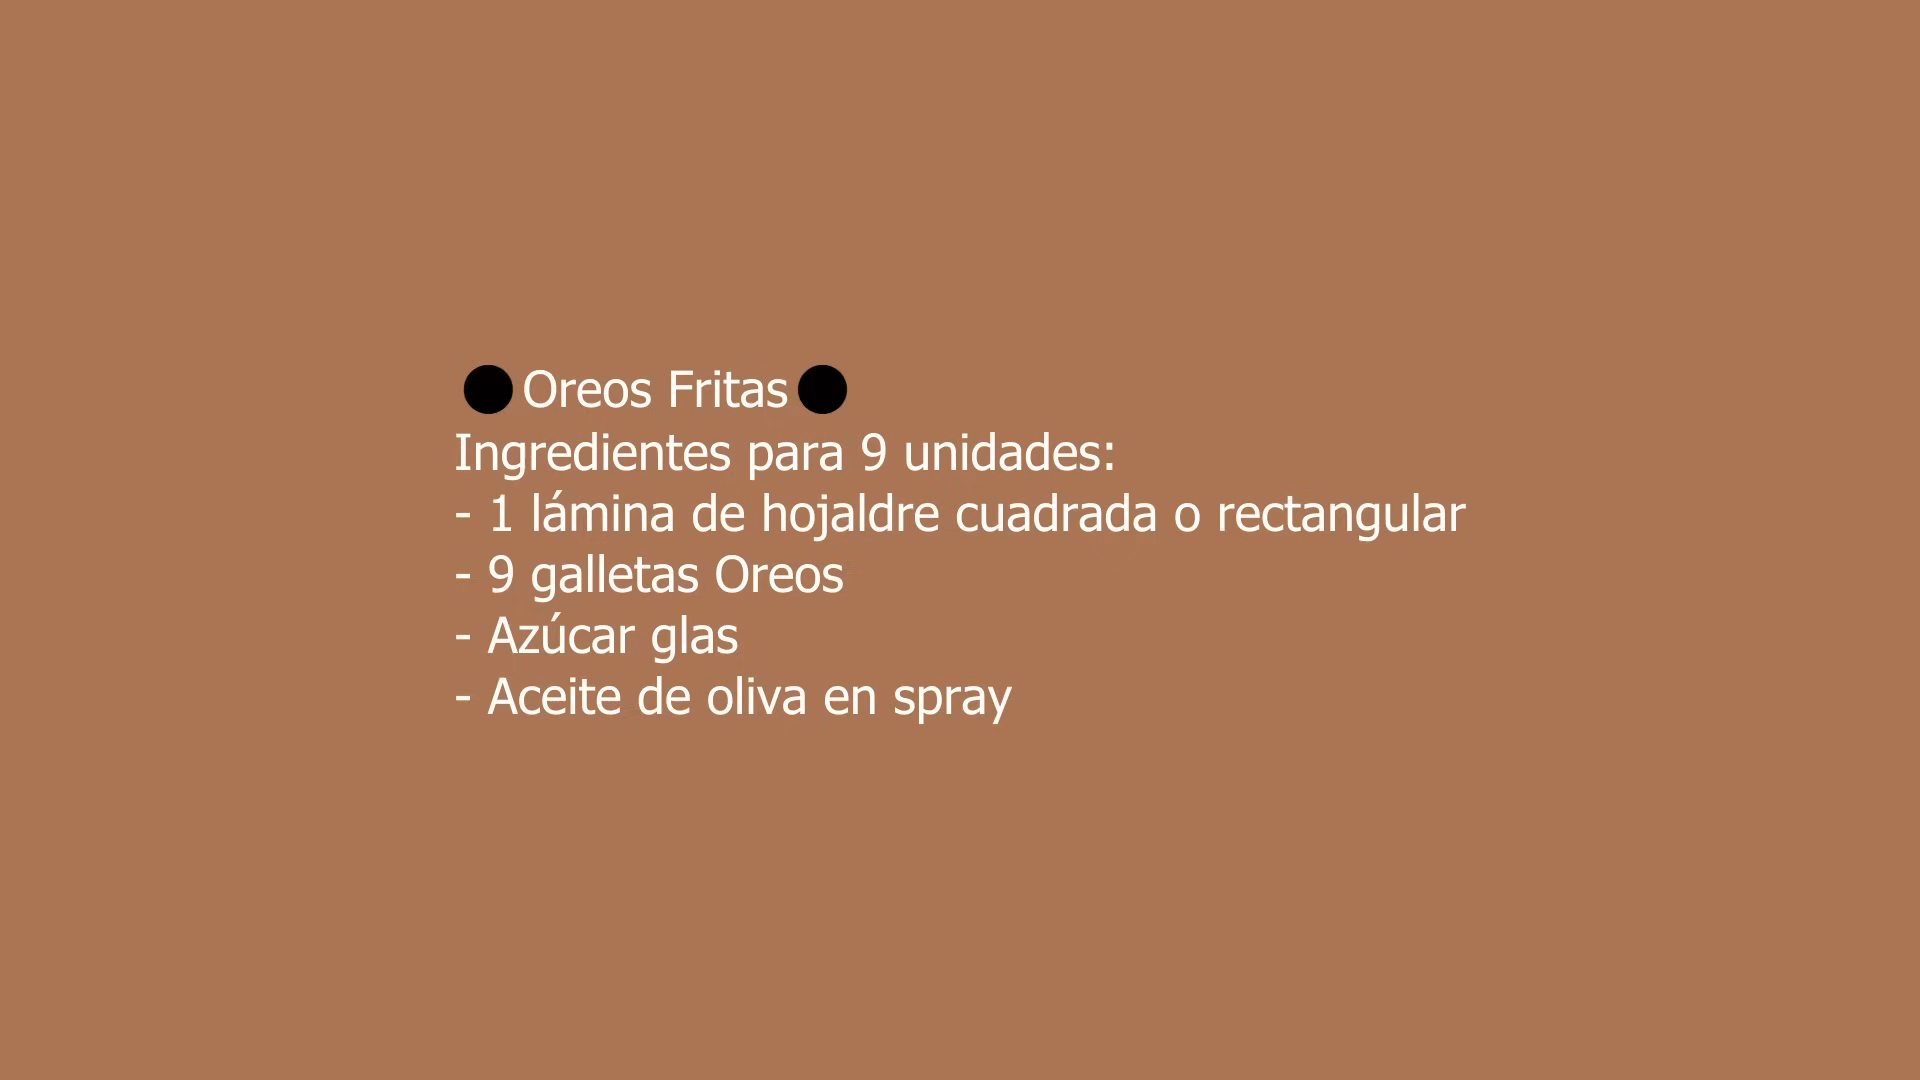 ⚫Oreos Fritas⚫
Ingredientes para 9 unidades:
- 1 lámina de hojaldre cuadrada o rectangular
- 9 galletas Oreos
- Azúcar glas
- Aceite de oliva en spray